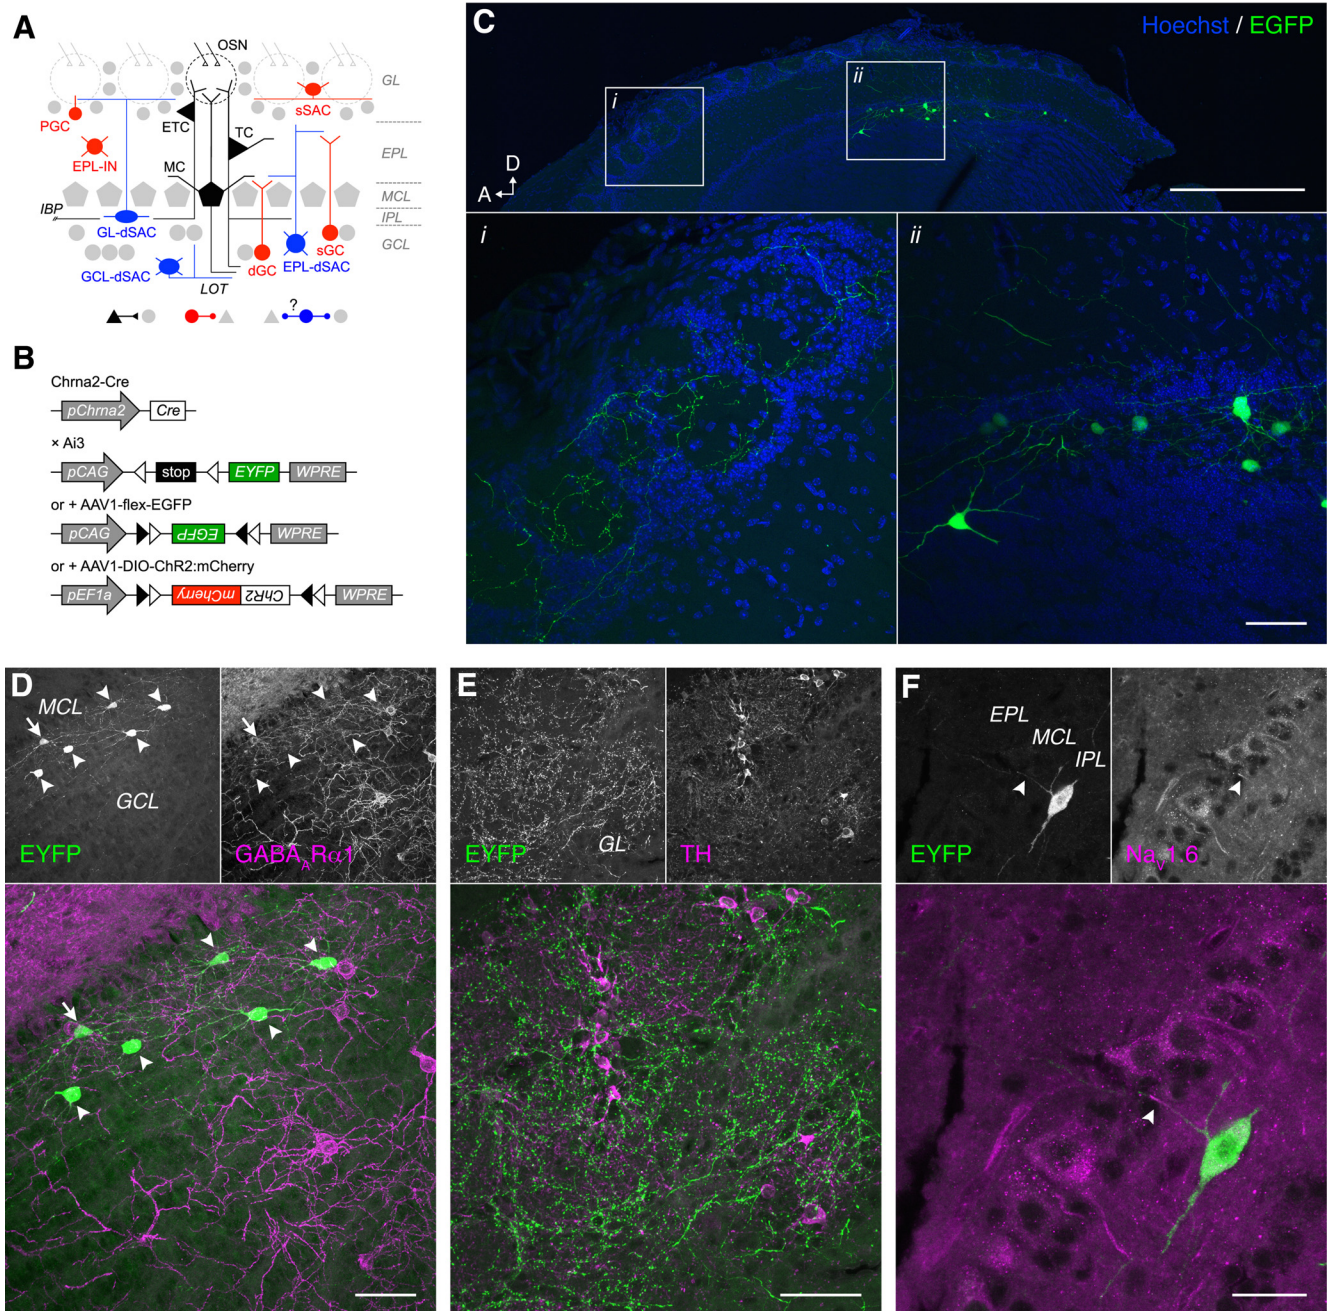 A
OSN
GL
PGC
sSAC
ETC
TC
EPL-IN
EPL
MC
MCL
IBP
IPL
GL-dSAC
GCL
sGC
GCL-dSAC
dGC
EPL-dSAC
LOT
?
B
Chrna2-Cre
pChrna2 Cre
× Ai3
pCAG stop EYFP WPRE
or + AAV1-flex-EGFP
pCAG EGFP WPRE
or + AAV1-DIO-ChR2:mCherry
pEF1a mCherry ChR2 WPRE
C
Hoechst / EGFP
i
ii
D
A
i
ii
D
MCL
GCL
EYFP
GABAARα1
E
GL
EYFP
TH
F
EPL
MCL
IPL
EYFP
NaV1.6